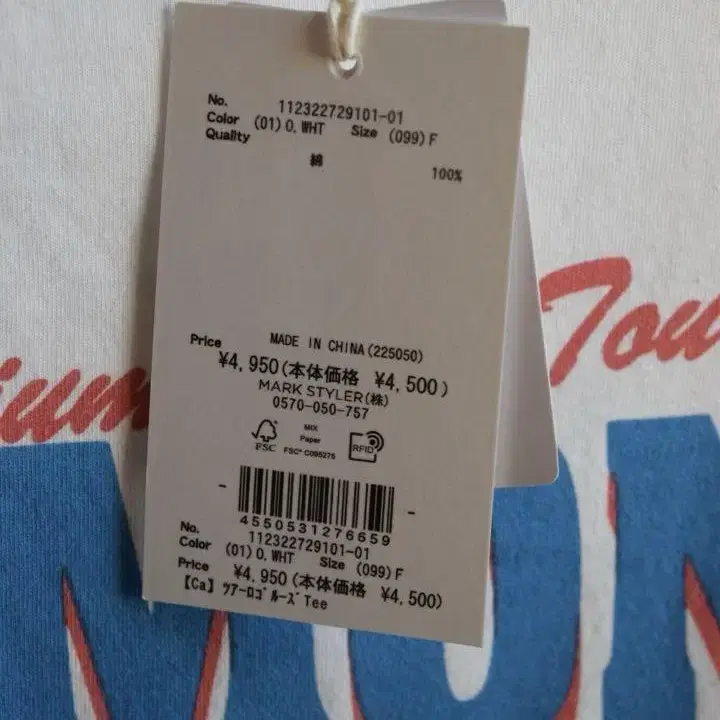 No. 112322729101-01
Color (01) O.WHT Size (099) F
Quality
綿 100%
MADE IN CHINA(225050)
Price ¥4,950(本体価格 ¥4,500)
MARK STYLER(株)
0570-050-757
FSC
MIX
Paper
FSC® C095275
RFID
4550531276659
No. 112322729101-01
Color (01) O.WHT Size (099) F
Price ¥4,950(本体価格 ¥4,500)
【Ca】ツアーロゴルーズTee
ium
Tou